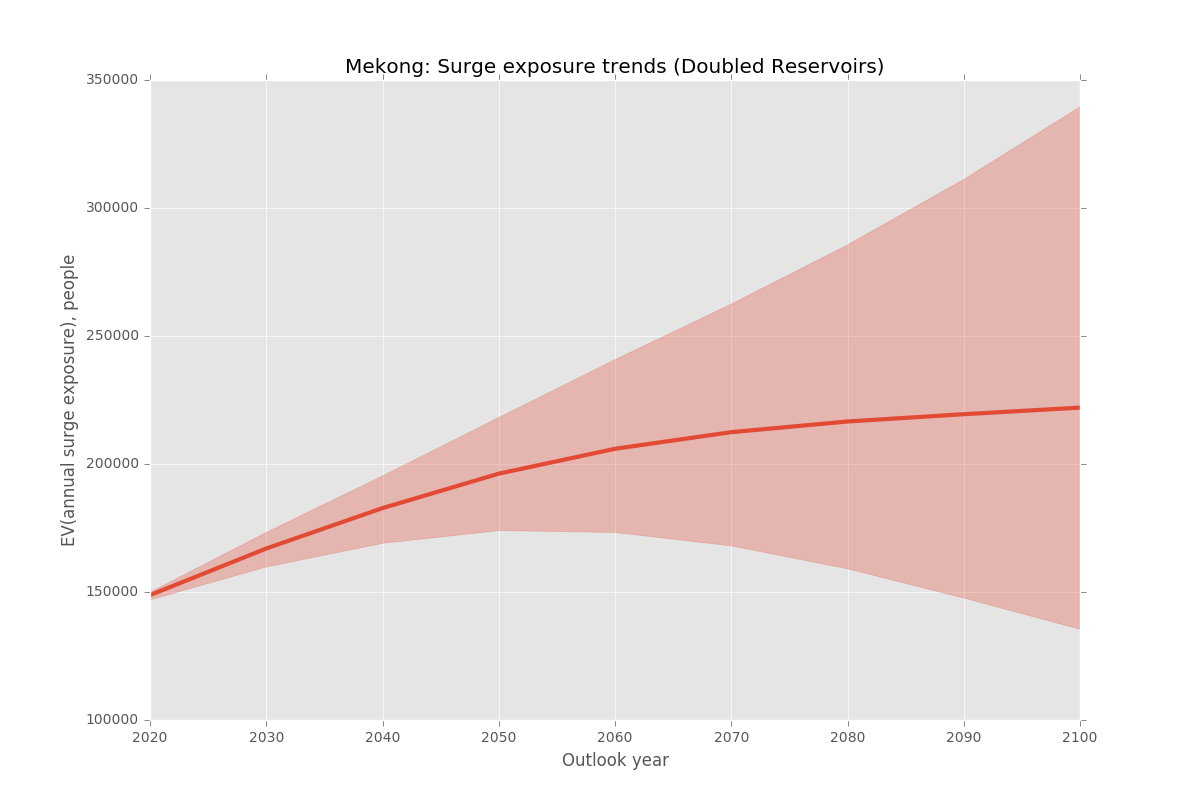 Mekong: Surge exposure trends (Doubled Reservoirs)
EV(annual surge exposure), people
350000
300000
250000
200000
150000
100000
2020 2030 2040 2050 2060 2070 2080 2090 2100
Outlook year